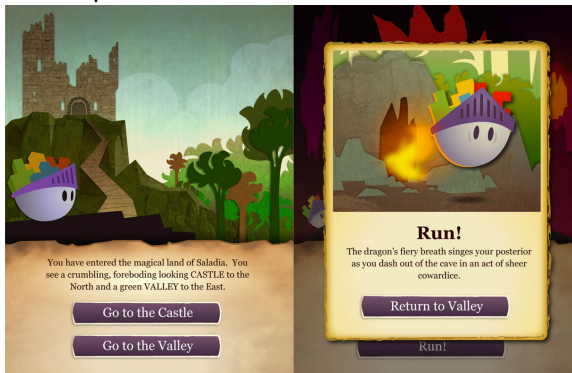 You have entered the magical land of Saladia. You
see a crumbling, foreboding looking CASTLE to the
North and a green VALLEY to the East.
Go to the Castle
Go to the Valley
Run!
The dragon's fiery breath singes your posterior
as you dash out of the cave in an act of sheer
cowardice.
Return to Valley
Run!